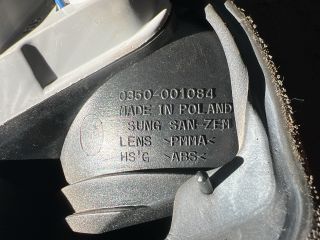 0350-001084
MADE IN POLAND
SUNG SAN-ZEM
LENS >PMMA<
HS'G >ABS<